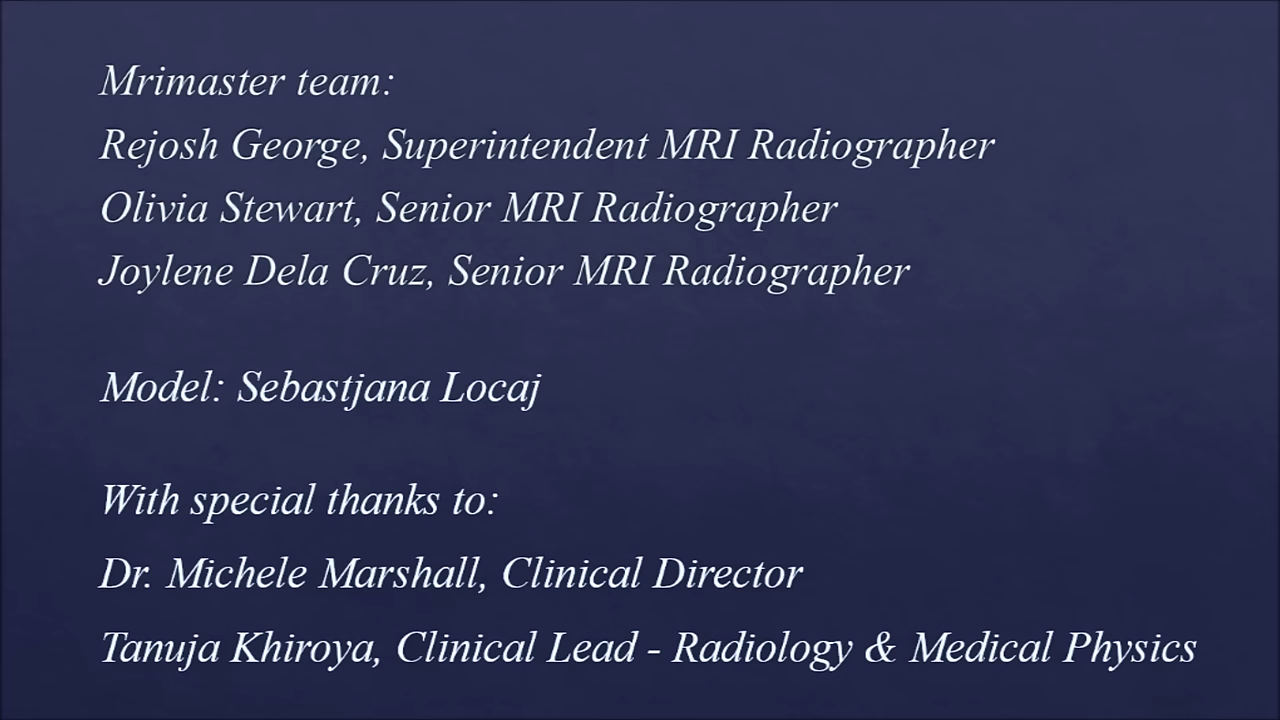 Mrimaster team:
Rejosh George, Superintendent MRI Radiographer
Olivia Stewart, Senior MRI Radiographer
Joylene Dela Cruz, Senior MRI Radiographer
Model: Sebastjana Locaj
With special thanks to:
Dr. Michele Marshall, Clinical Director
Tanuja Khiroya, Clinical Lead - Radiology & Medical Physics